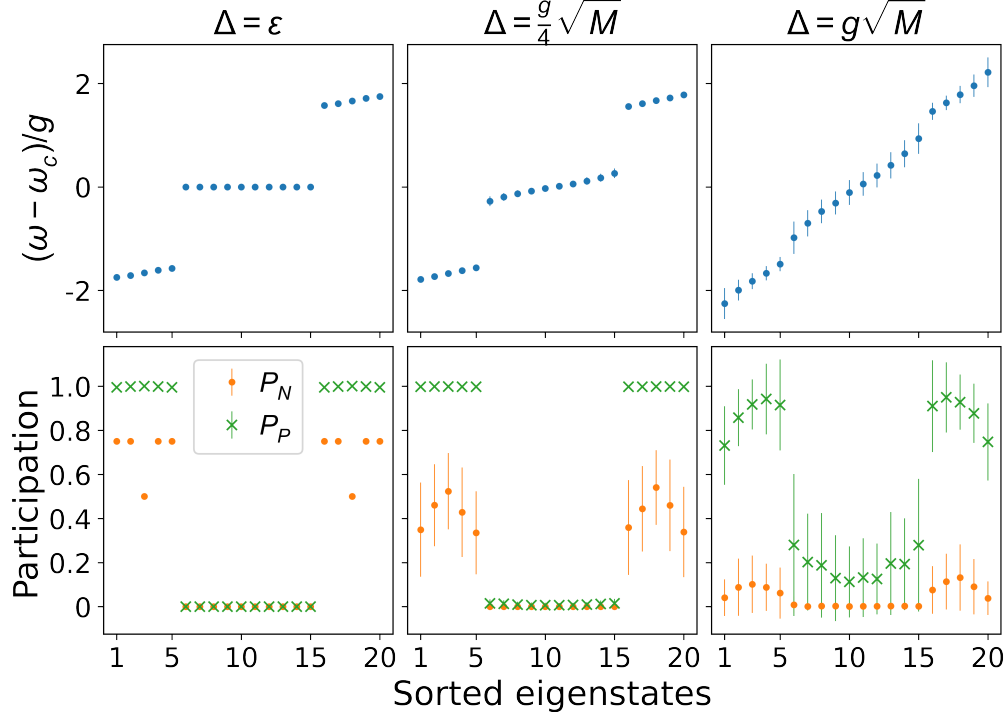 Δ = ε
Δ = g/4 √M
Δ = g√M
(ω − ω_c)/g
2
0
-2
Participation
1.0
0.8
0.6
0.4
0.2
0
P_N
P_P
1 5 10 15 20
1 5 10 15 20
1 5 10 15 20
Sorted eigenstates